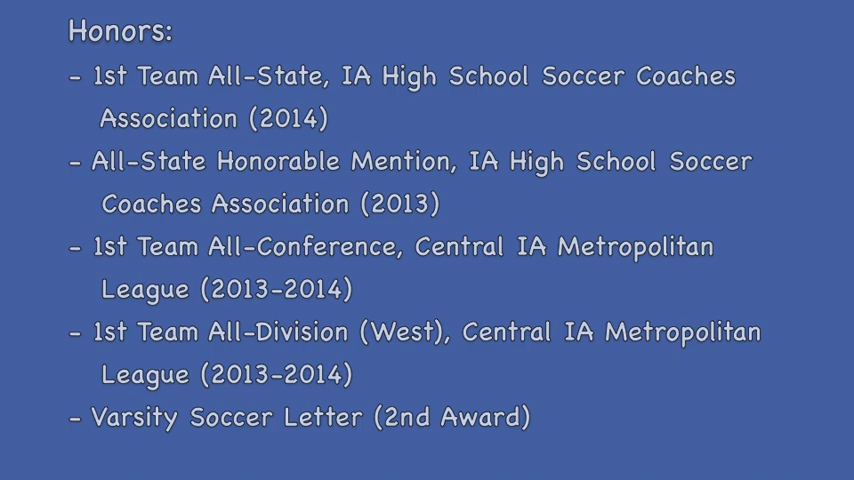 Honors:
- 1st Team All-State, IA High School Soccer Coaches
Association (2014)
- All-State Honorable Mention, IA High School Soccer
Coaches Association (2013)
- 1st Team All-Conference, Central IA Metropolitan
League (2013-2014)
- 1st Team All-Division (West), Central IA Metropolitan
League (2013-2014)
- Varsity Soccer Letter (2nd Award)